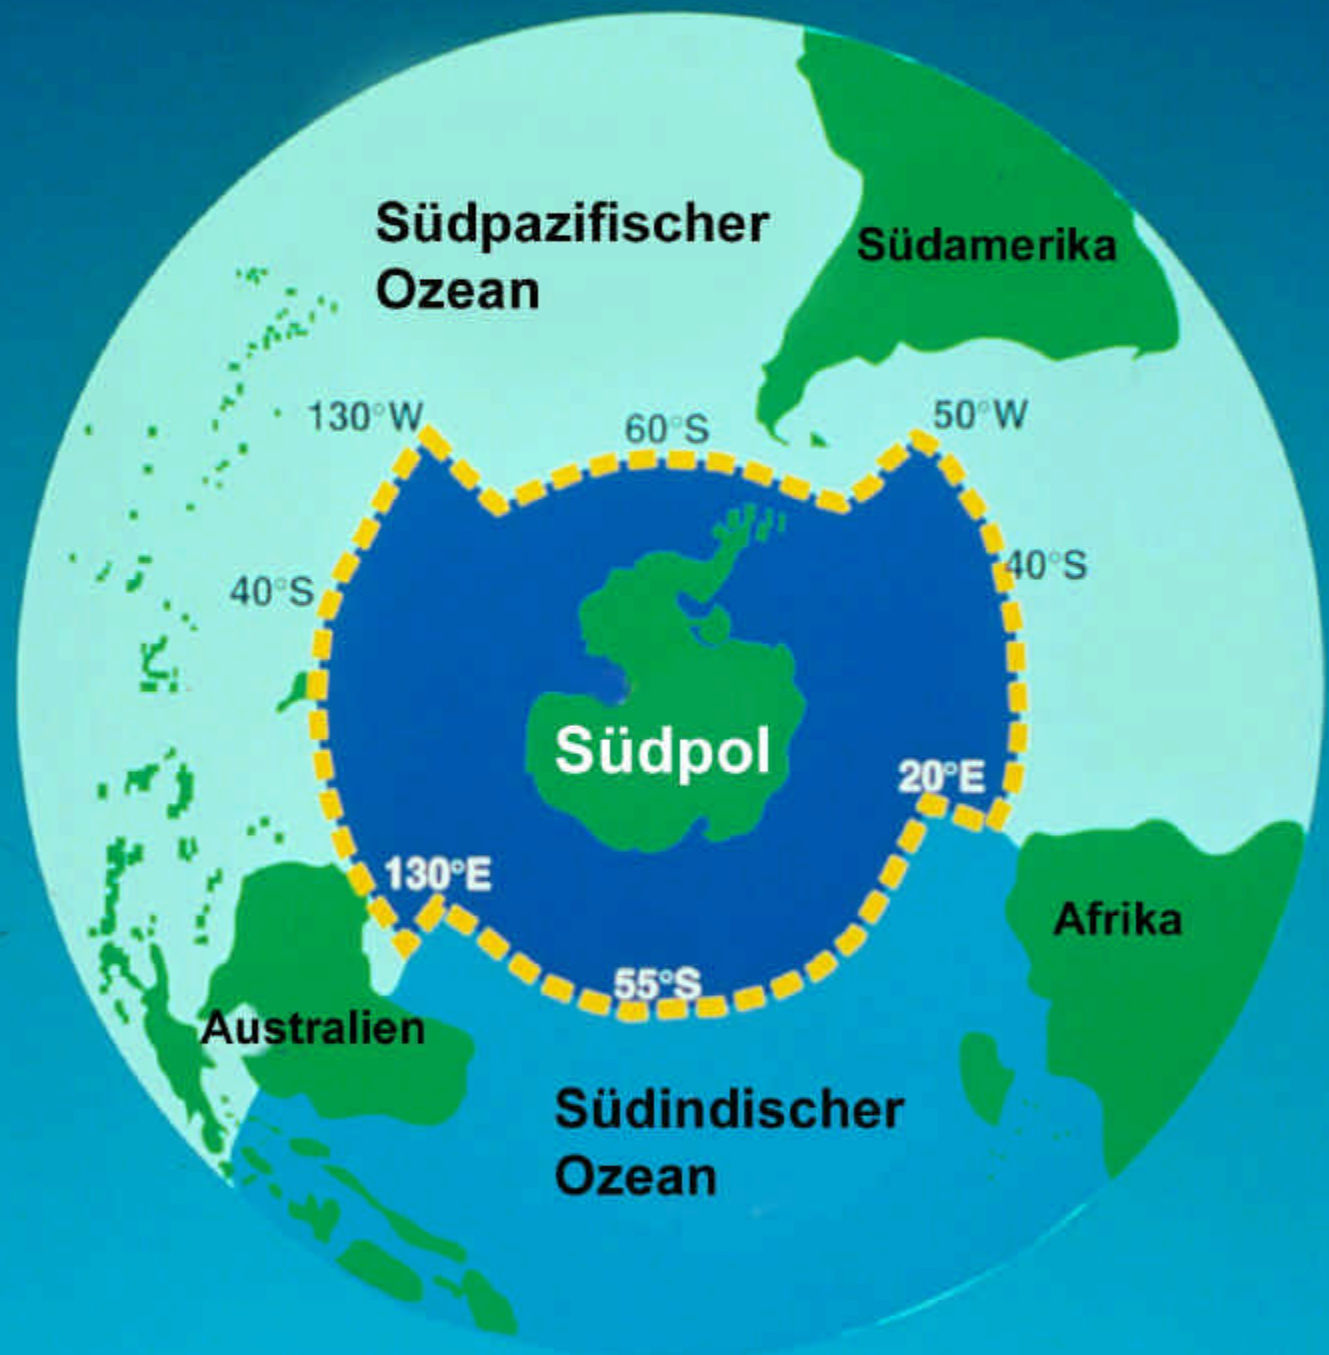 Südpazifischer
Ozean
Südamerika
130°W
60°S
50°W
40°S
40°S
Südpol
20°E
130°E
Afrika
55°S
Australien
Südindischer
Ozean